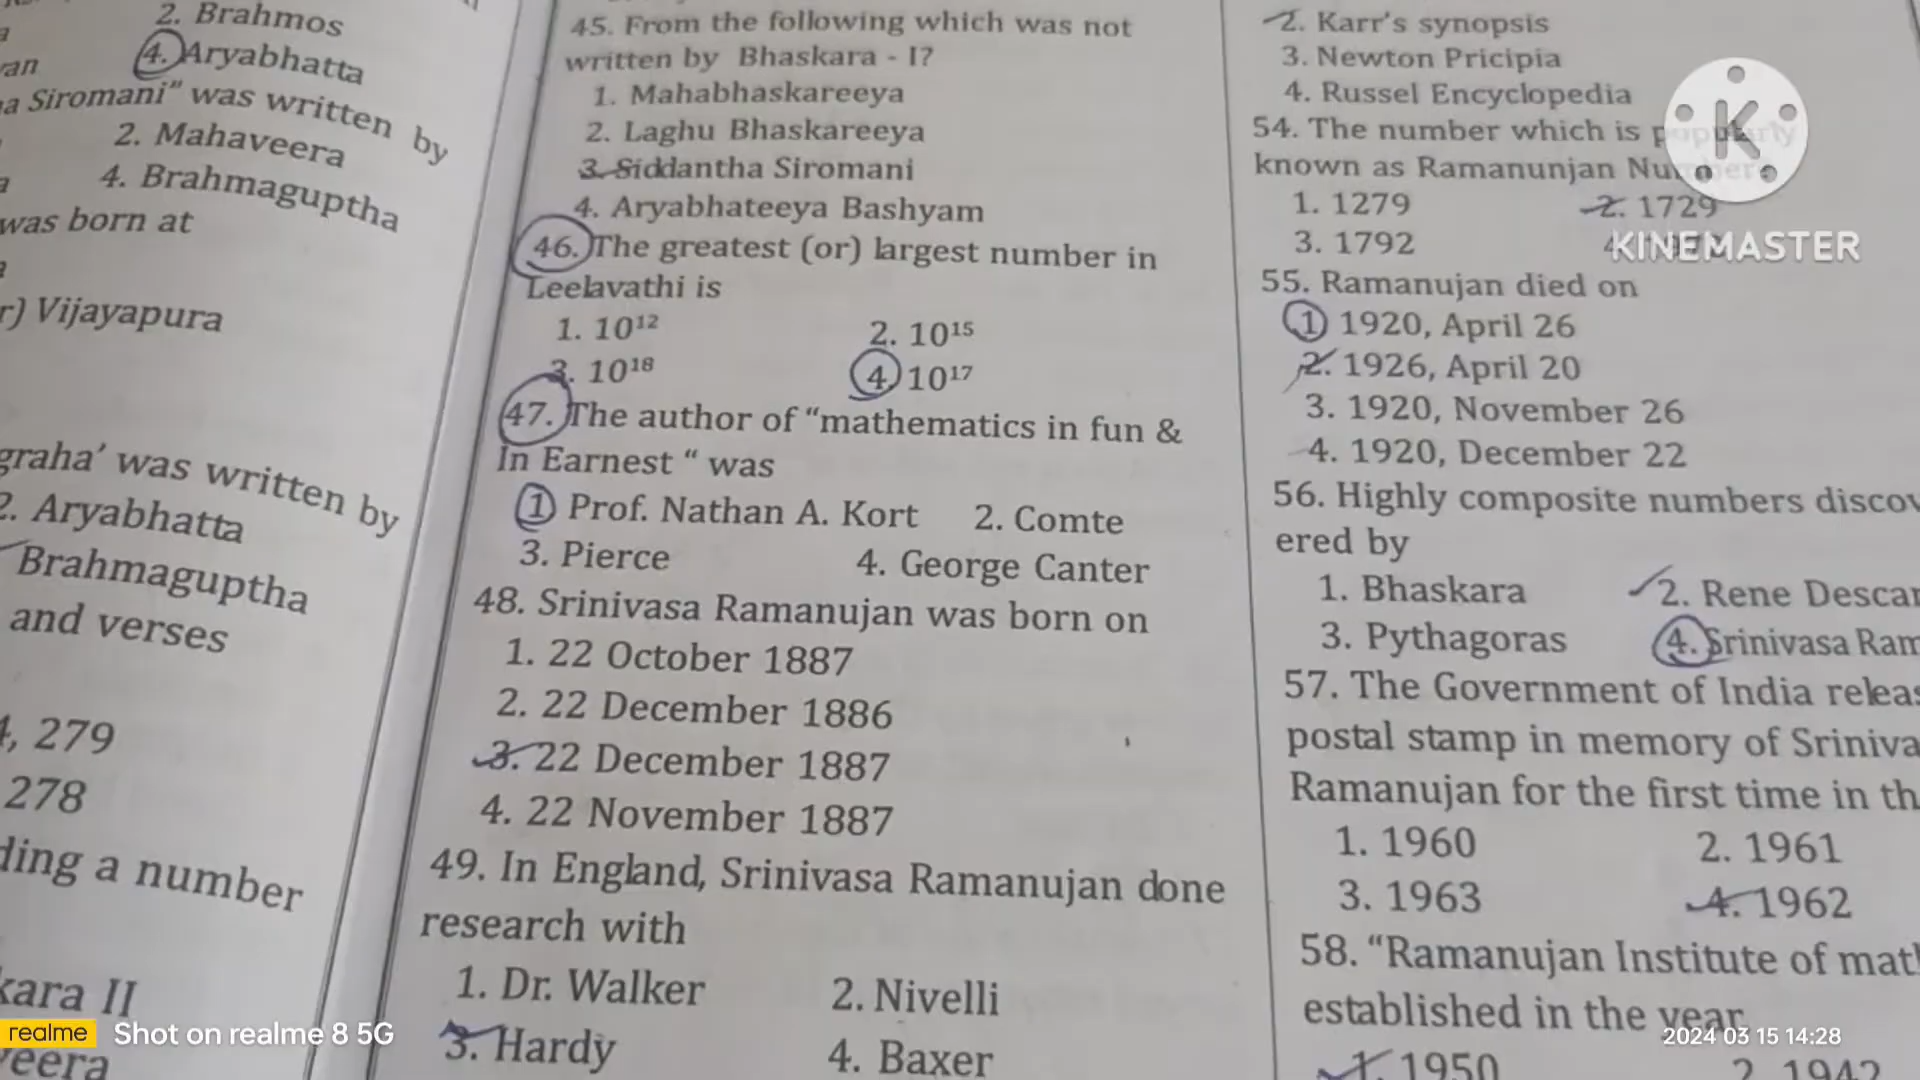 2. Brahmos
4. Aryabhatta
a Siromani" was written by
2. Mahaveera
4. Brahmaguptha
was born at
r) Vijayapura
graha' was written by
2. Aryabhatta
Brahmaguptha
and verses
4, 279
278
ding a number
kara II
veera
45. From the following which was not
written by Bhaskara - I?
1. Mahabhaskareeya
2. Laghu Bhaskareeya
3. Siddantha Siromani
4. Aryabhateeya Bashyam
46. The greatest (or) largest number in
Leelavathi is
1. 10¹² 2. 10¹⁵
3. 10¹⁸ 4. 10¹⁷
47. The author of "mathematics in fun &
In Earnest " was
1 Prof. Nathan A. Kort 2. Comte
3. Pierce 4. George Canter
48. Srinivasa Ramanujan was born on
1. 22 October 1887
2. 22 December 1886
3. 22 December 1887
4. 22 November 1887
49. In England, Srinivasa Ramanujan done
research with
1. Dr. Walker 2. Nivelli
3. Hardy 4. Baxer
2. Karr's synopsis
3. Newton Pricipia
4. Russel Encyclopedia
54. The number which is popularly
known as Ramanunjan Number
1. 1279 2. 1729
3. 1792
55. Ramanujan died on
1 1920, April 26
2. 1926, April 20
3. 1920, November 26
4. 1920, December 22
56. Highly composite numbers discov
ered by
1. Bhaskara 2. Rene Descar
3. Pythagoras 4. Srinivasa Ram
57. The Government of India releas
postal stamp in memory of Sriniva
Ramanujan for the first time in th
1. 1960 2. 1961
3. 1963 4. 1962
58. "Ramanujan Institute of mat
established in the year
1. 1950 2. 1942
K
KINEMASTER
realme Shot on realme 8 5G
2024 03 15 14:28